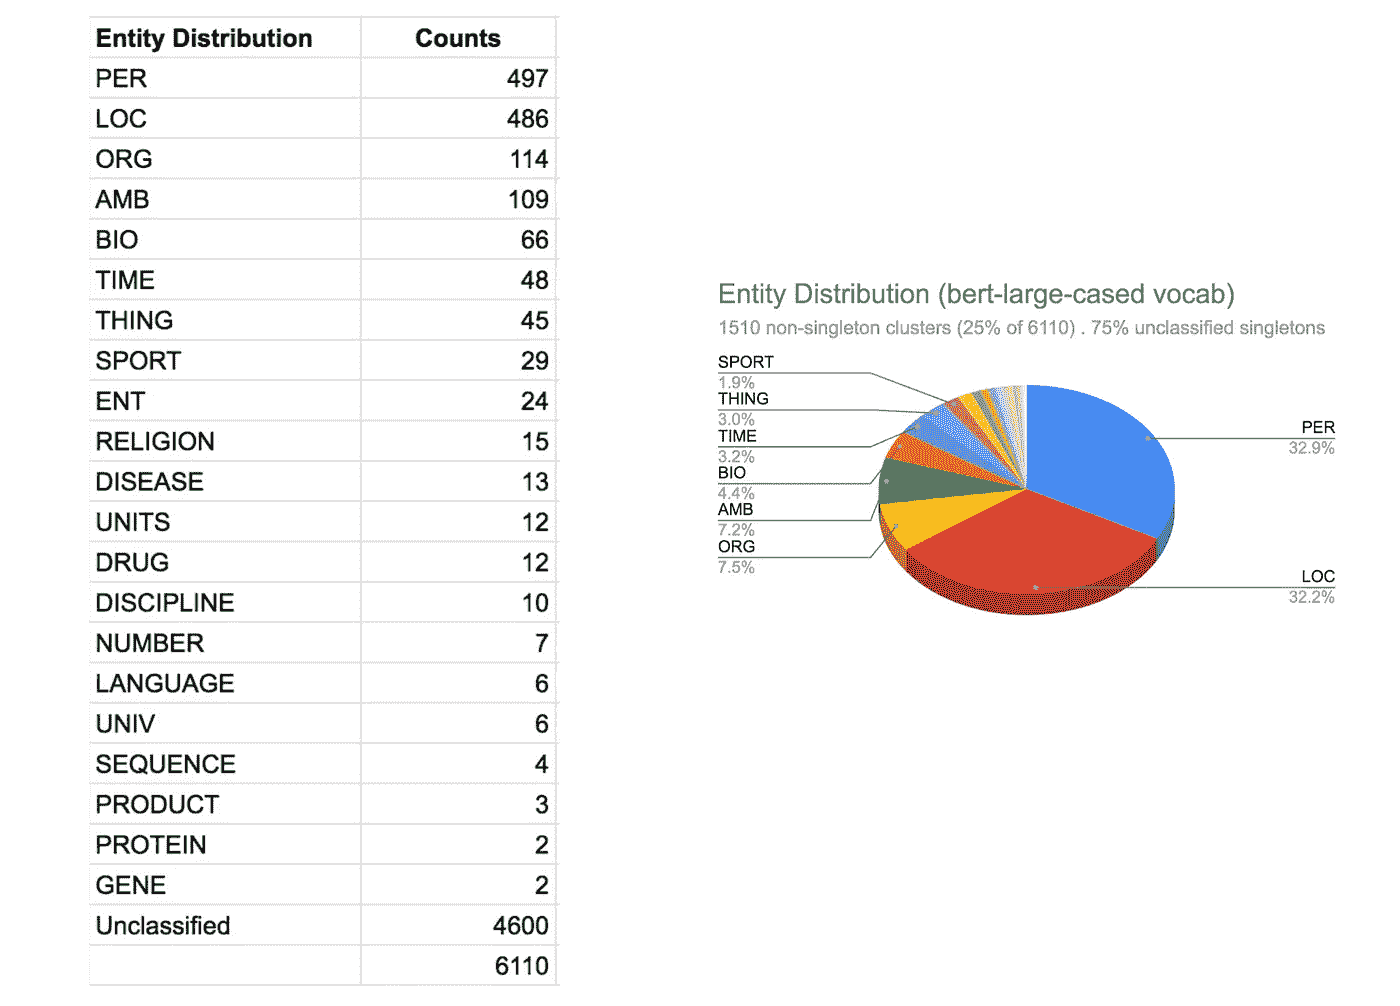 Entity Distribution Counts
PER 497
LOC 486
ORG 114
AMB 109
BIO 66
TIME 48
THING 45
SPORT 29
ENT 24
RELIGION 15
DISEASE 13
UNITS 12
DRUG 12
DISCIPLINE 10
NUMBER 7
LANGUAGE 6
UNIV 6
SEQUENCE 4
PRODUCT 3
PROTEIN 2
GENE 2
Unclassified 4600
6110
Entity Distribution (bert-large-cased vocab)
1510 non-singleton clusters (25% of 6110) . 75% unclassified singletons
SPORT
1.9%
THING
3.0%
TIME
3.2%
BIO
4.4%
AMB
7.2%
ORG
7.5%
PER
32.9%
LOC
32.2%